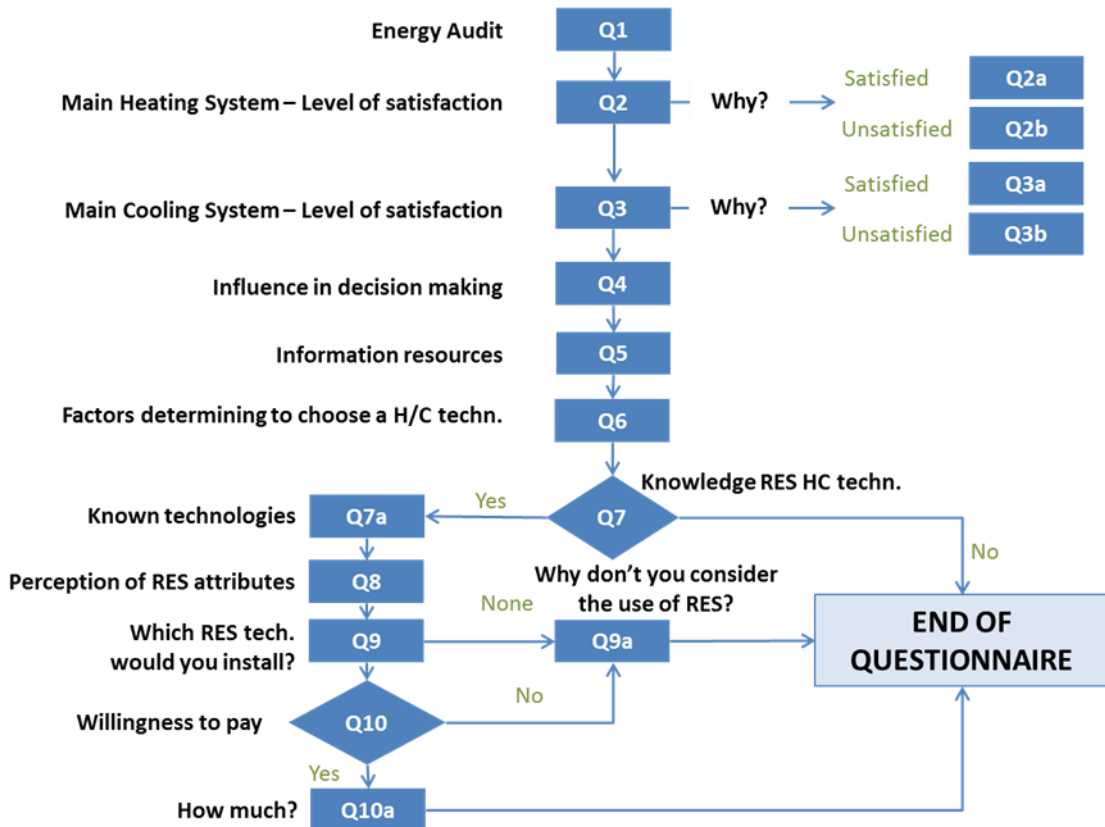 Energy Audit
Q1
Main Heating System – Level of satisfaction
Q2
Why?
Satisfied
Q2a
Unsatisfied
Q2b
Main Cooling System – Level of satisfaction
Q3
Why?
Satisfied
Q3a
Unsatisfied
Q3b
Influence in decision making
Q4
Information resources
Q5
Factors determining to choose a H/C techn.
Q6
Knowledge RES HC techn.
Q7
Yes
No
Known technologies
Q7a
Perception of RES attributes
Q8
Why don't you consider
the use of RES?
None
Which RES tech.
would you install?
Q9
Q9a
END OF
QUESTIONNAIRE
Willingness to pay
Q10
No
Yes
How much?
Q10a